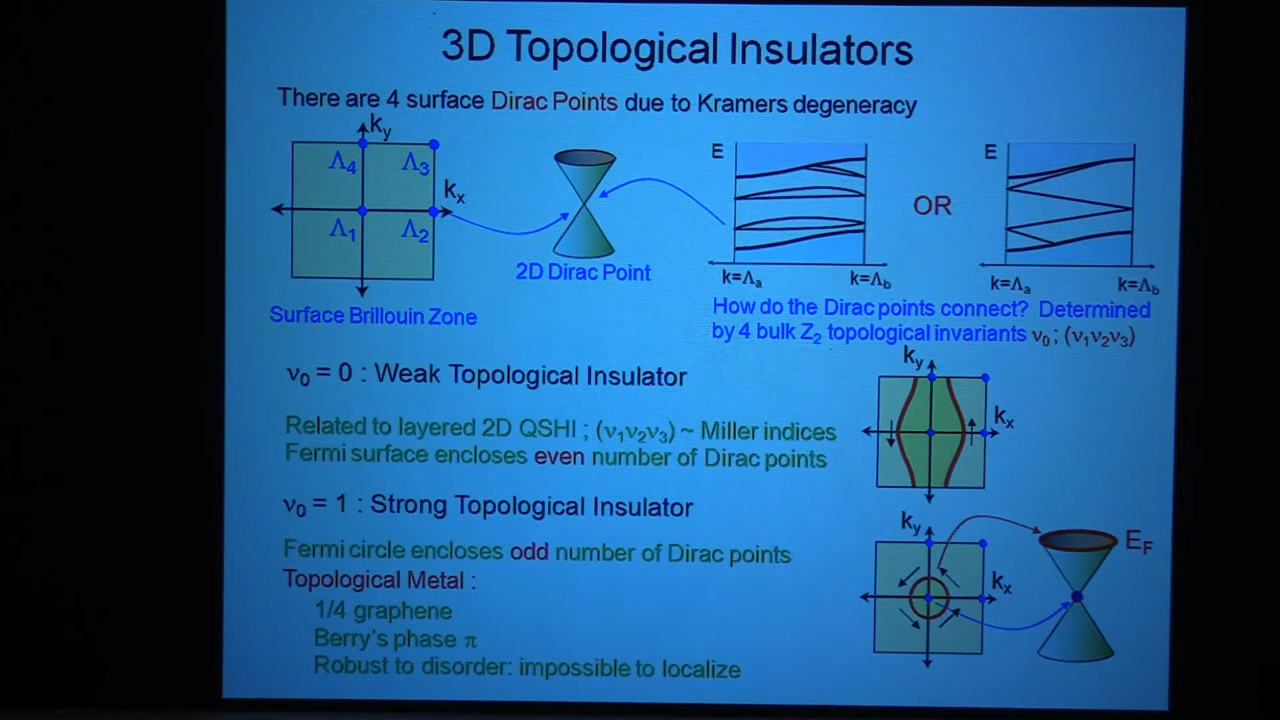 3D Topological Insulators
There are 4 surface Dirac Points due to Kramers degeneracy
k_y
Λ_4 Λ_3
k_x
Λ_1 Λ_2
Surface Brillouin Zone
2D Dirac Point
E
k=Λ_a k=Λ_b
OR
E
k=Λ_a k=Λ_b
How do the Dirac points connect? Determined
by 4 bulk Z_2 topological invariants ν_0 ; (ν_1ν_2ν_3)
ν_0 = 0 : Weak Topological Insulator
Related to layered 2D QSHI ; (ν_1ν_2ν_3) ~ Miller indices
Fermi surface encloses even number of Dirac points
k_y
k_x
ν_0 = 1 : Strong Topological Insulator
Fermi circle encloses odd number of Dirac points
Topological Metal :
1/4 graphene
Berry's phase π
Robust to disorder: impossible to localize
k_y
k_x
E_F